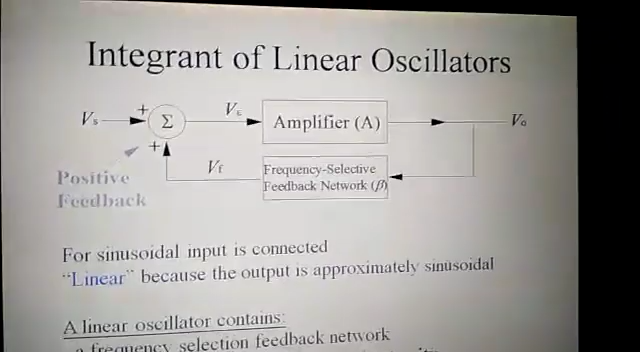 Integrant of Linear Oscillators
Vs + Σ Vε Amplifier (A) Vo
+
Positive
Feedback
Vf
Frequency-Selective
Feedback Network (β)
For sinusoidal input is connected
“Linear” because the output is approximately sinusoidal
A linear oscillator contains:
a frequency selection feedback network